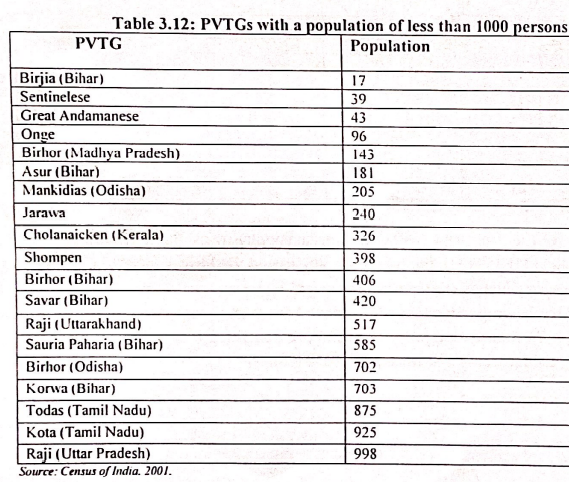 Table 3.12: PVTGs with a population of less than 1000 persons
PVTG Population
Birjia (Bihar) 17
Sentinelese 39
Great Andamanese 43
Onge 96
Birhor (Madhya Pradesh) 143
Asur (Bihar) 181
Mankidias (Odisha) 205
Jarawa 240
Cholanaicken (Kerala) 326
Shompen 398
Birhor (Bihar) 406
Savar (Bihar) 420
Raji (Uttarakhand) 517
Sauria Paharia (Bihar) 585
Birhor (Odisha) 702
Korwa (Bihar) 703
Todas (Tamil Nadu) 875
Kota (Tamil Nadu) 925
Raji (Uttar Pradesh) 998
Source: Census of India. 2001.